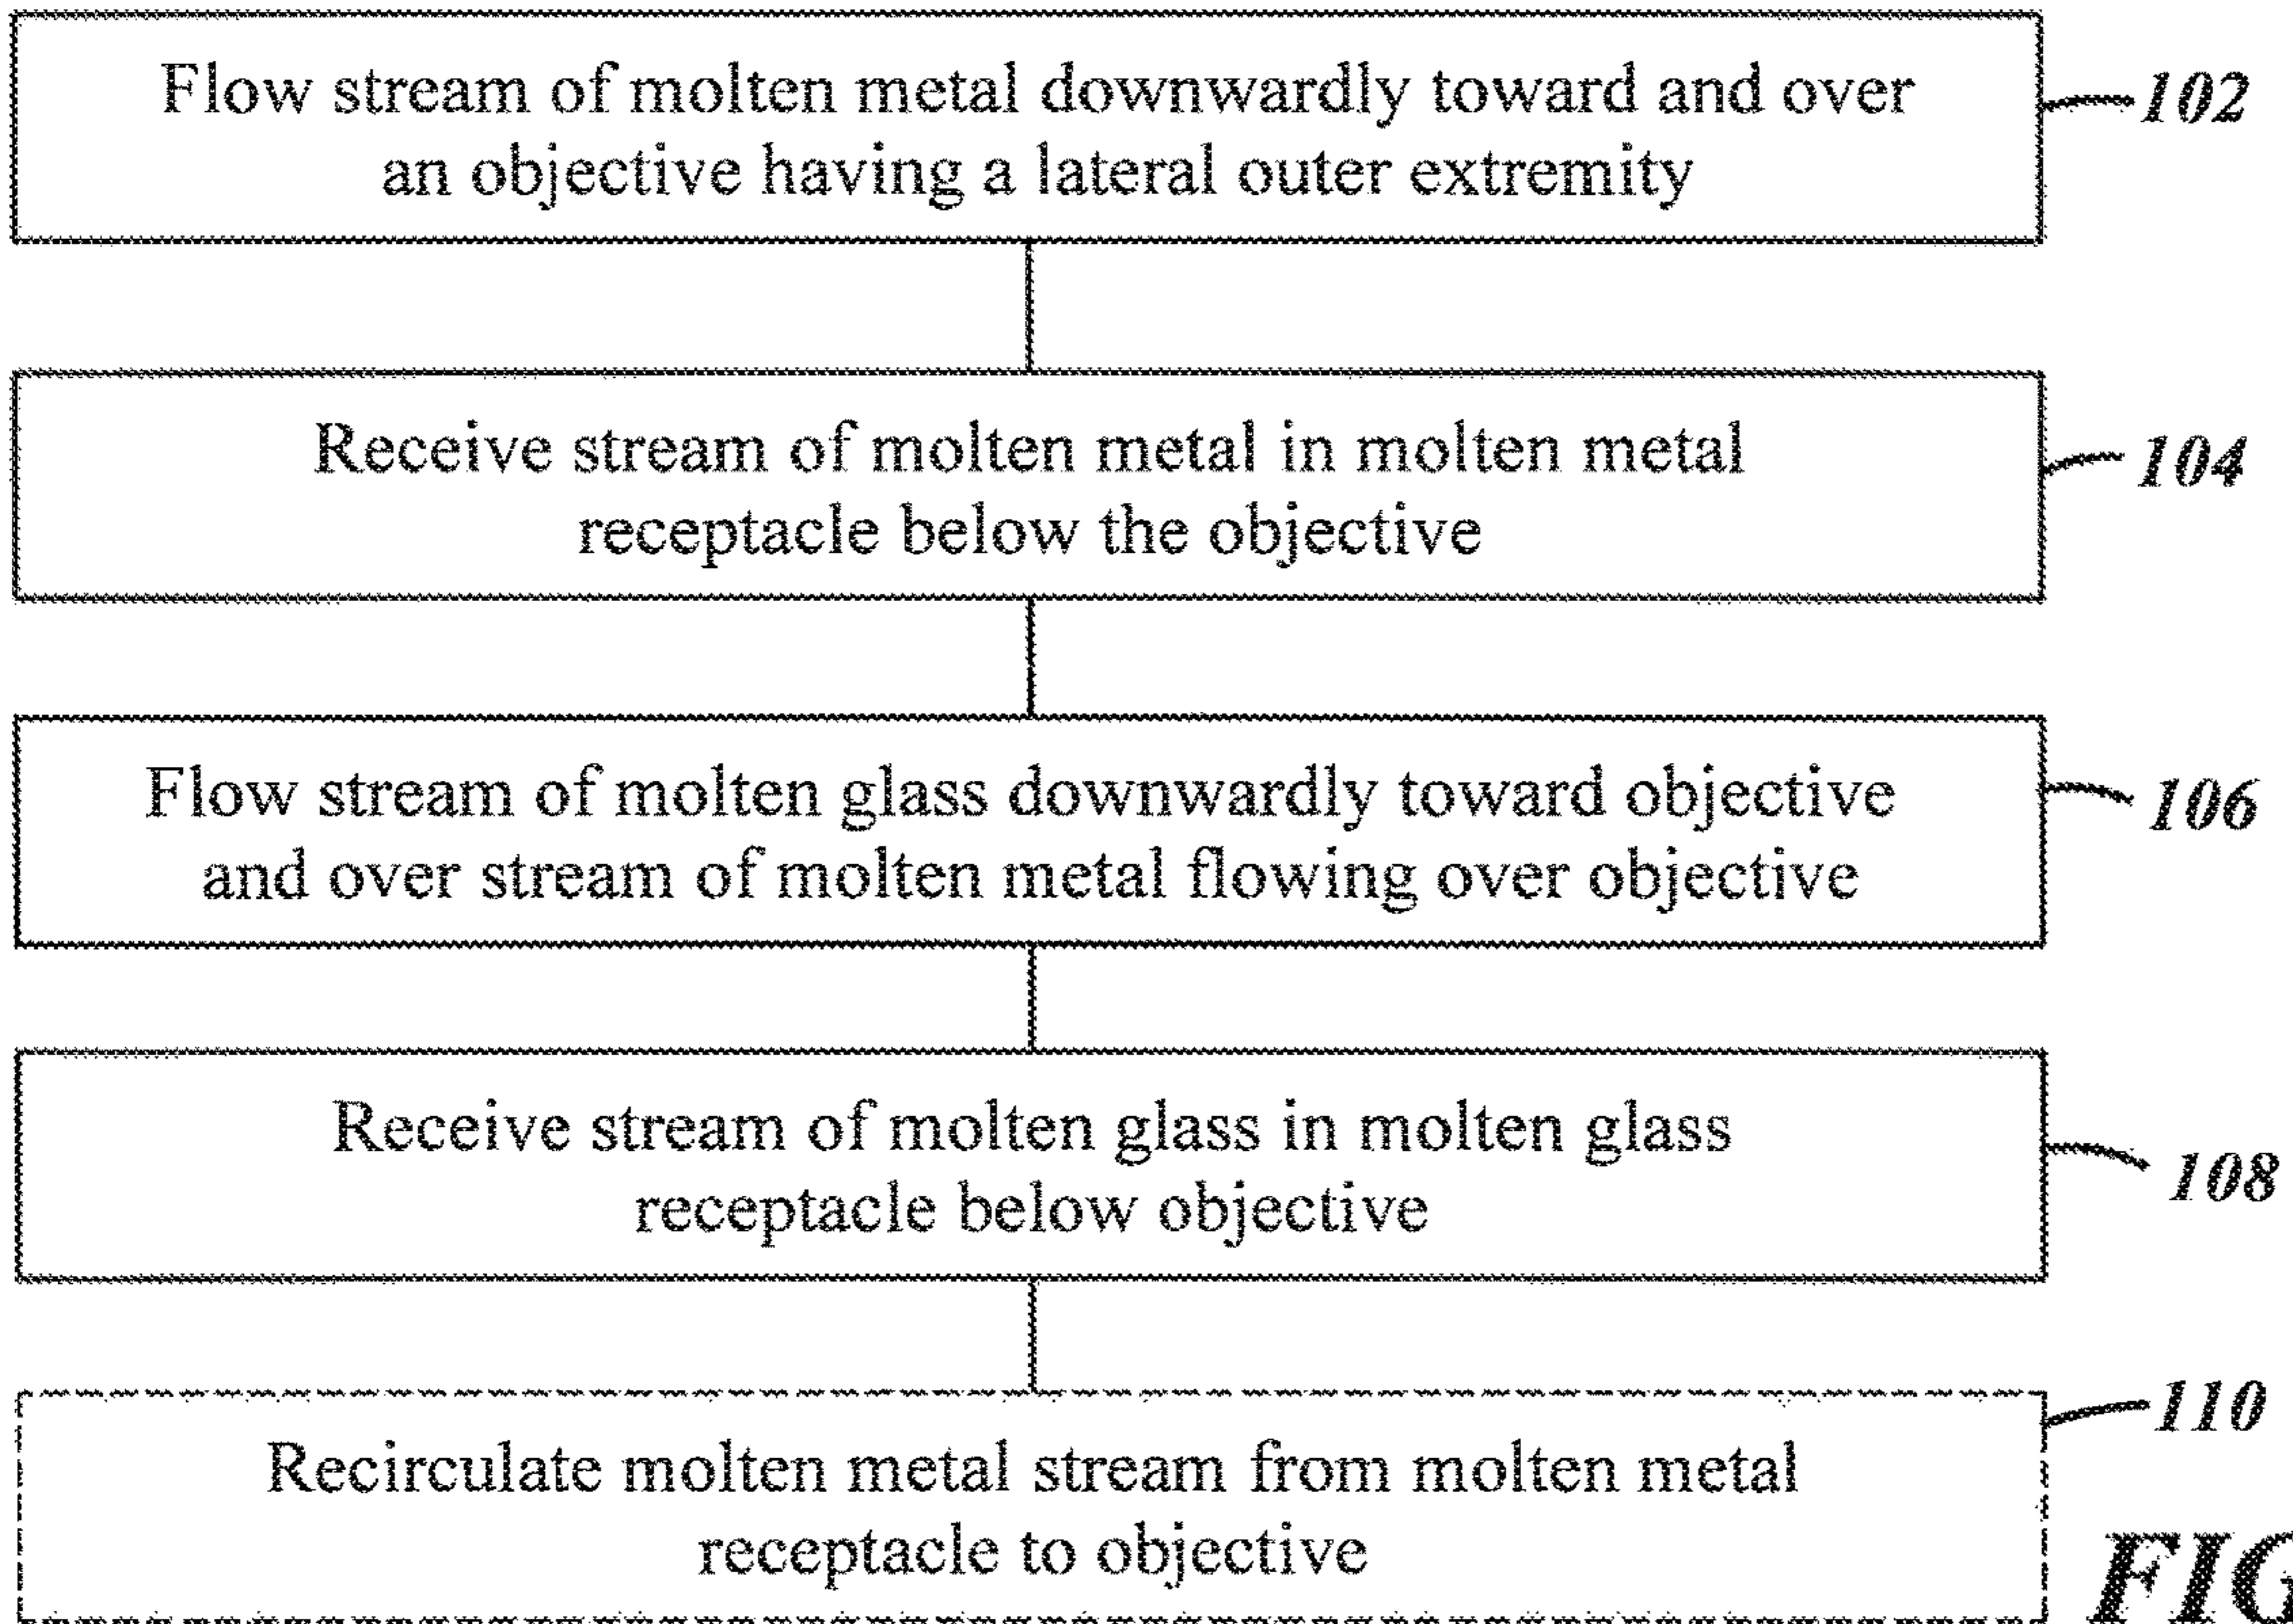 Flow stream of molten metal downwardly toward and over
an objective having a lateral outer extremity
102
Receive stream of molten metal in molten metal
receptacle below the objective
104
Flow stream of molten glass downwardly toward objective
and over stream of molten metal flowing over objective
106
Receive stream of molten glass in molten glass
receptacle below objective
108
110
Recirculate molten metal stream from molten metal
receptacle to objective
FIG